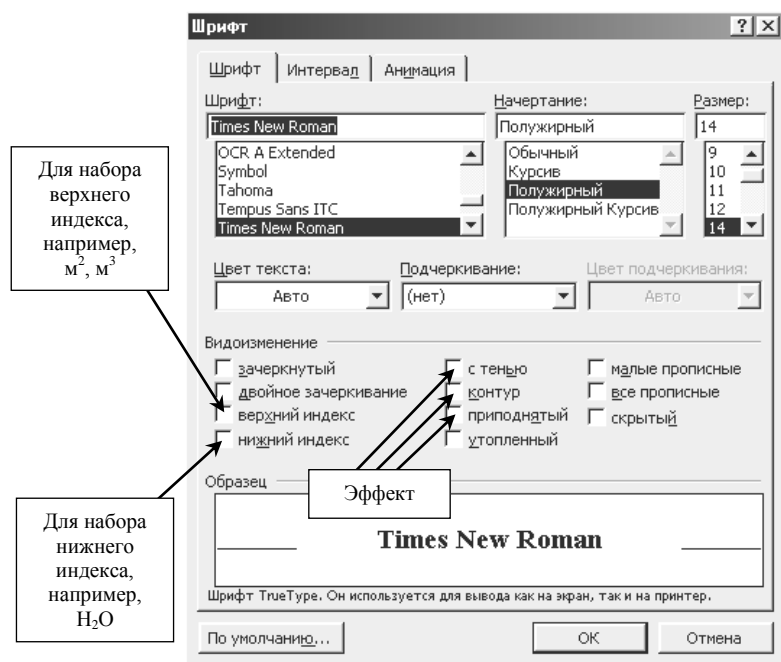 Шрифт
Шрифт Интервал Анимация
Шрифт: Начертание: Размер:
Times New Roman Полужирный 14
OCR A Extended Обычный 9
Symbol Курсив 10
Tahoma Полужирный 11
Tempus Sans ITC Полужирный Курсив 12
Times New Roman 14
Цвет текста: Подчеркивание: Цвет подчеркивания:
Авто (нет) Авто
Видоизменение
зачеркнутый с тенью малые прописные
двойное зачеркивание контур все прописные
верхний индекс приподнятый скрытый
нижний индекс утопленный
Образец
Times New Roman
Шрифт TrueType. Он используется для вывода как на экран, так и на принтер.
По умолчанию... OK Отмена
Для набора
верхнего
индекса,
например,
м², м³
Эффект
Для набора
нижнего
индекса,
например,
H₂O